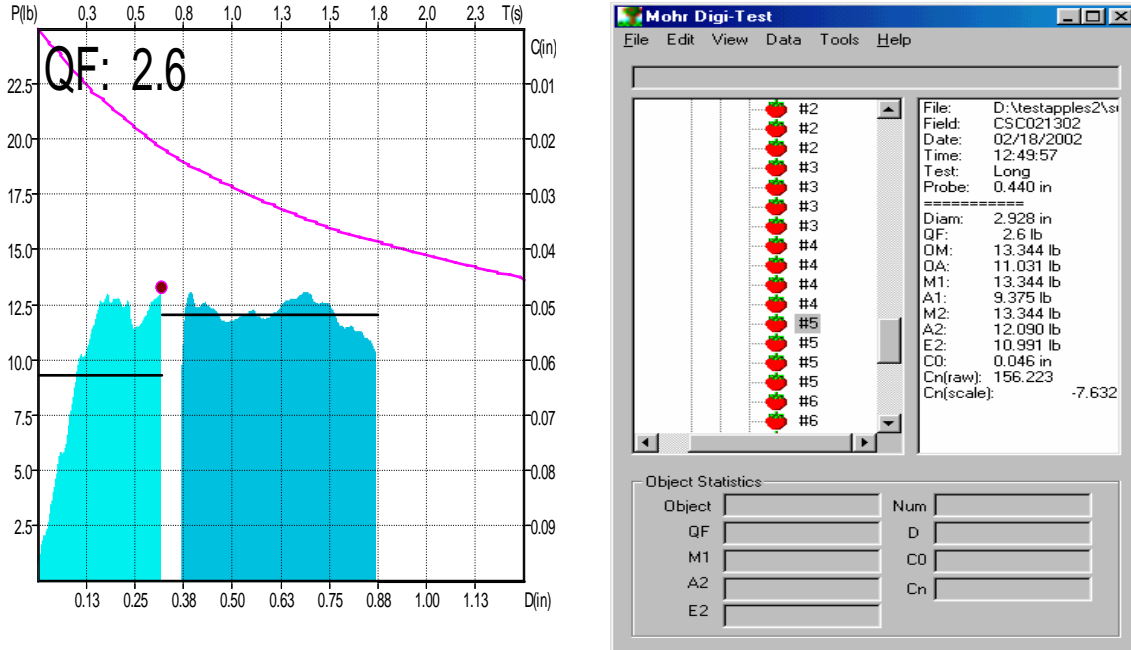 P(lb) 0.3 0.5 0.8 1.0 1.3 1.5 1.8 2.0 2.3 T(s)
C(in)
QF: 2.6
22.5 0.01
20.0 0.02
17.5 0.03
15.0 0.04
12.5 0.05
10.0 0.06
7.5 0.07
5.0 0.08
2.5 0.09
0.13 0.25 0.38 0.50 0.63 0.75 0.88 1.00 1.13 D(in)
Mohr Digi-Test
File Edit View Data Tools Help
#2
#2
#2
#3
#3
#3
#3
#4
#4
#4
#4
#5
#5
#5
#5
#6
#6
File: D:\testapples2\s
Field: CSC021302
Date: 02/18/2002
Time: 12:49:57
Test: Long
Probe: 0.440 in
===========
Diam: 2.928 in
QF: 2.6 lb
OM: 13.344 lb
OA: 11.031 lb
M1: 13.344 lb
A1: 9.375 lb
M2: 13.344 lb
A2: 12.090 lb
E2: 10.991 lb
C0: 0.046 in
Cn(raw): 156.223
Cn(scale): -7.632
Object Statistics
Object Num
QF D
M1 C0
A2 Cn
E2